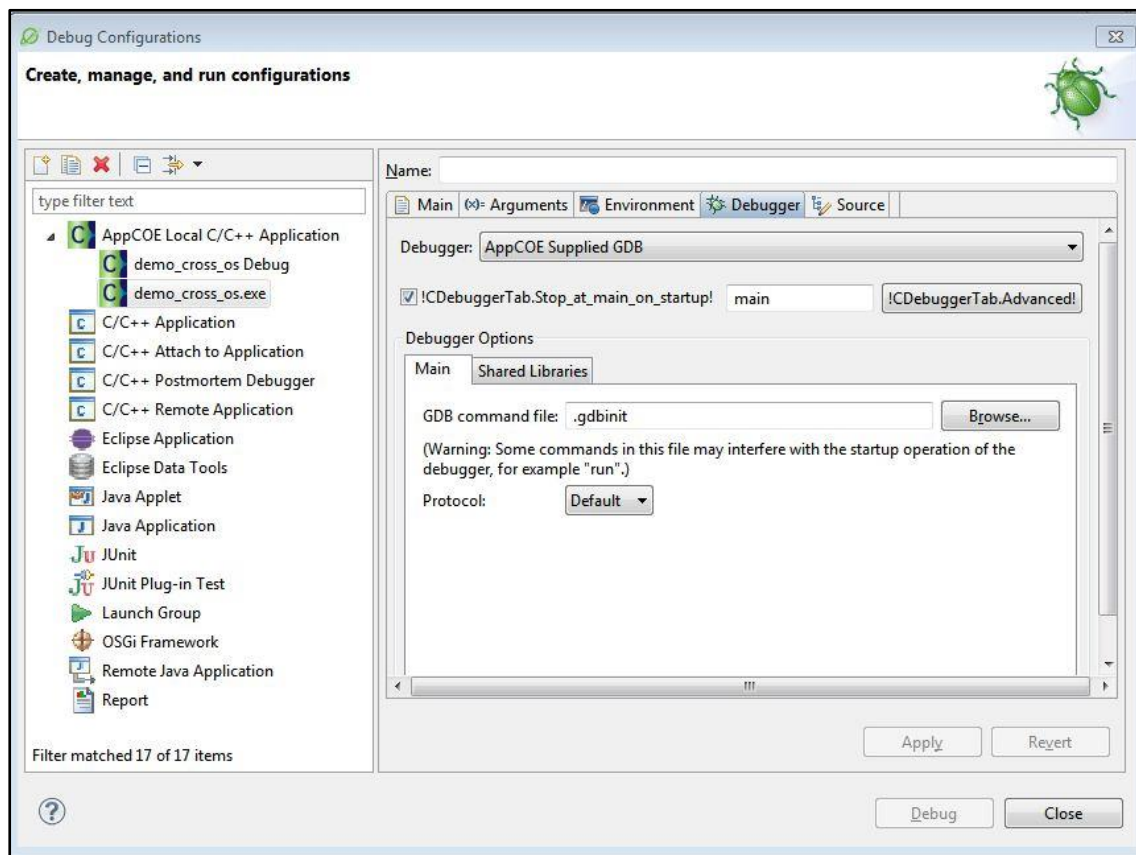 Debug Configurations
Create, manage, and run configurations
type filter text
AppCOE Local C/C++ Application
demo_cross_os Debug
demo_cross_os.exe
C/C++ Application
C/C++ Attach to Application
C/C++ Postmortem Debugger
C/C++ Remote Application
Eclipse Application
Eclipse Data Tools
Java Applet
Java Application
JUnit
JUnit Plug-in Test
Launch Group
OSGi Framework
Remote Java Application
Report
Filter matched 17 of 17 items
Name:
Main (x)= Arguments Environment Debugger Source
Debugger: AppCOE Supplied GDB
!CDebuggerTab.Stop_at_main_on_startup! main !CDebuggerTab.Advanced!
Debugger Options
Main Shared Libraries
GDB command file: .gdbinit Browse...
(Warning: Some commands in this file may interfere with the startup operation of the
debugger, for example "run".)
Protocol: Default
Apply Revert
Debug Close